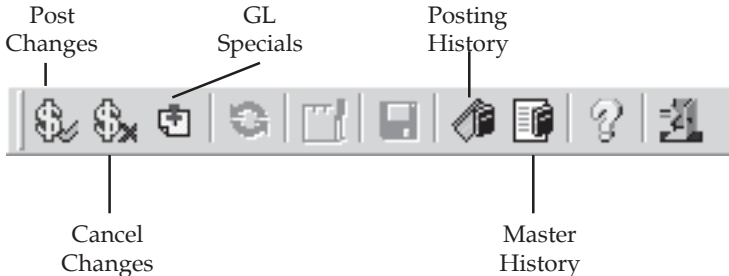 Post
Changes
GL
Specials
Posting
History
Cancel
Changes
Master
History